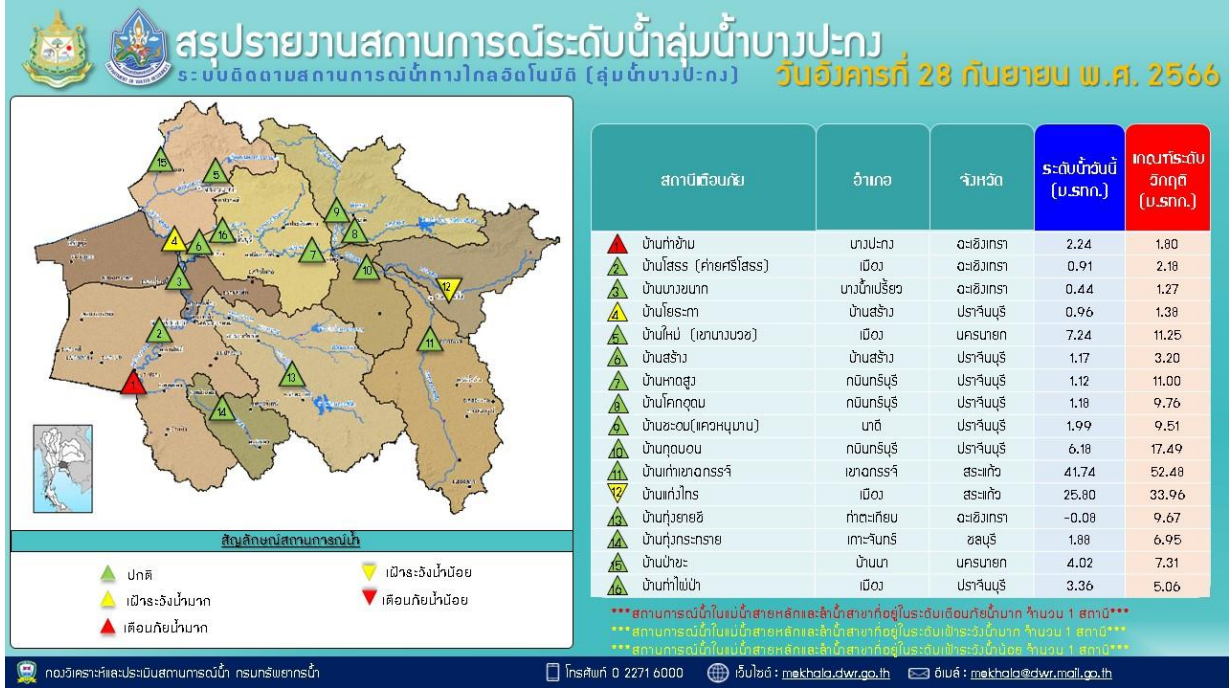 สรุปรายงานสถานการณ์ระดับน้ำลุ่มน้ำบางปะกง
ระบบติดตามสถานการณ์น้ำทางไกลอัตโนมัติ (ลุ่มน้ำบางปะกง)
วันอังคารที่ 28 กันยายน พ.ศ. 2566
15
5
9
16
8
4
6
7
10
3
12
2
11
13
1
14
สัญลักษณ์สถานการณ์น้ำ
ปกติ
เฝ้าระวังน้ำน้อย
เฝ้าระวังน้ำมาก
เตือนภัยน้ำน้อย
เตือนภัยน้ำมาก
สถานีเตือนภัย อำเภอ จังหวัด ระดับน้ำวันนี้ (ม.รทก.) เกณฑ์ระดับวิกฤติ (ม.รทก.)
1 บ้านท่าข้าม บางปะกง ฉะเชิงเทรา 2.24 1.80
2 บ้านโสธร (ค่ายศรีโสธร) เมือง ฉะเชิงเทรา 0.91 2.18
3 บ้านบางขนาก บางน้ำเปรี้ยว ฉะเชิงเทรา 0.44 1.27
4 บ้านโยธะกา บ้านสร้าง ปราจีนบุรี 0.96 1.38
5 บ้านใหม่ (เขานางบวช) เมือง นครนายก 7.24 11.25
6 บ้านสร้าง บ้านสร้าง ปราจีนบุรี 1.17 3.20
7 บ้านหาดสูง กบินทร์บุรี ปราจีนบุรี 1.12 11.00
8 บ้านโคกอุดม กบินทร์บุรี ปราจีนบุรี 1.18 9.76
9 บ้านซะอม(แควหนุมาน) นาดี ปราจีนบุรี 1.99 9.51
10 บ้านกุดบอน กบินทร์บุรี ปราจีนบุรี 6.18 17.49
11 บ้านเก่าเขาฉกรรจ์ เขาฉกรรจ์ สระแก้ว 41.74 52.48
12 บ้านแก่งไทร เมือง สระแก้ว 25.80 33.96
13 บ้านทุ่งยายชี ท่าตะเกียบ ฉะเชิงเทรา -0.08 9.67
14 บ้านทุ่งกระทราย เกาะจันทร์ ชลบุรี 1.88 6.95
15 บ้านป่าขะ บ้านนา นครนายก 4.02 7.31
16 บ้านท่าไผ่ป่า เมือง ปราจีนบุรี 3.36 5.06
***สถานการณ์น้ำในแม่น้ำสายหลักและลำน้ำสาขาที่อยู่ในระดับเตือนภัยน้ำมาก จำนวน 1 สถานี***
***สถานการณ์น้ำในแม่น้ำสายหลักและลำน้ำสาขาที่อยู่ในระดับเฝ้าระวังน้ำมาก จำนวน 1 สถานี***
***สถานการณ์น้ำในแม่น้ำสายหลักและลำน้ำสาขาที่อยู่ในระดับเฝ้าระวังน้ำน้อย จำนวน 1 สถานี***
กองวิเคราะห์และประเมินสถานการณ์น้ำ กรมทรัพยากรน้ำ
โทรศัพท์ 0 2271 6000
เว็บไซต์ : mekhala.dwr.go.th
อีเมล์ : mekhala@dwr.mail.go.th